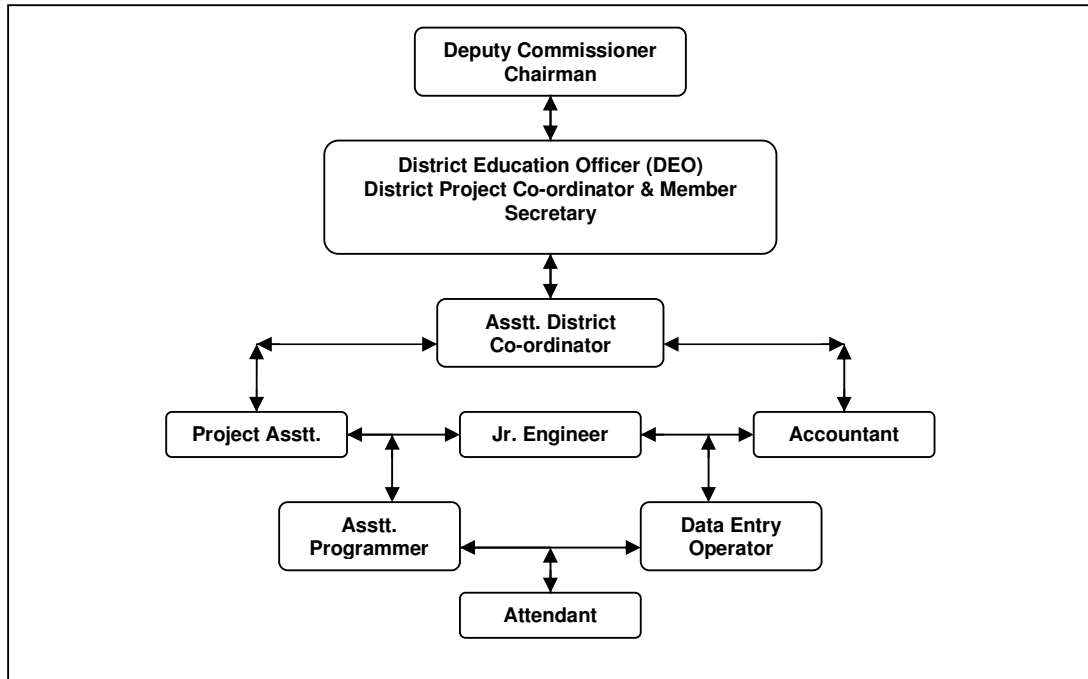 Deputy Commissioner
Chairman
District Education Officer (DEO)
District Project Co-ordinator & Member
Secretary
Asstt. District
Co-ordinator
Project Asstt.
Jr. Engineer
Accountant
Asstt.
Programmer
Data Entry
Operator
Attendant